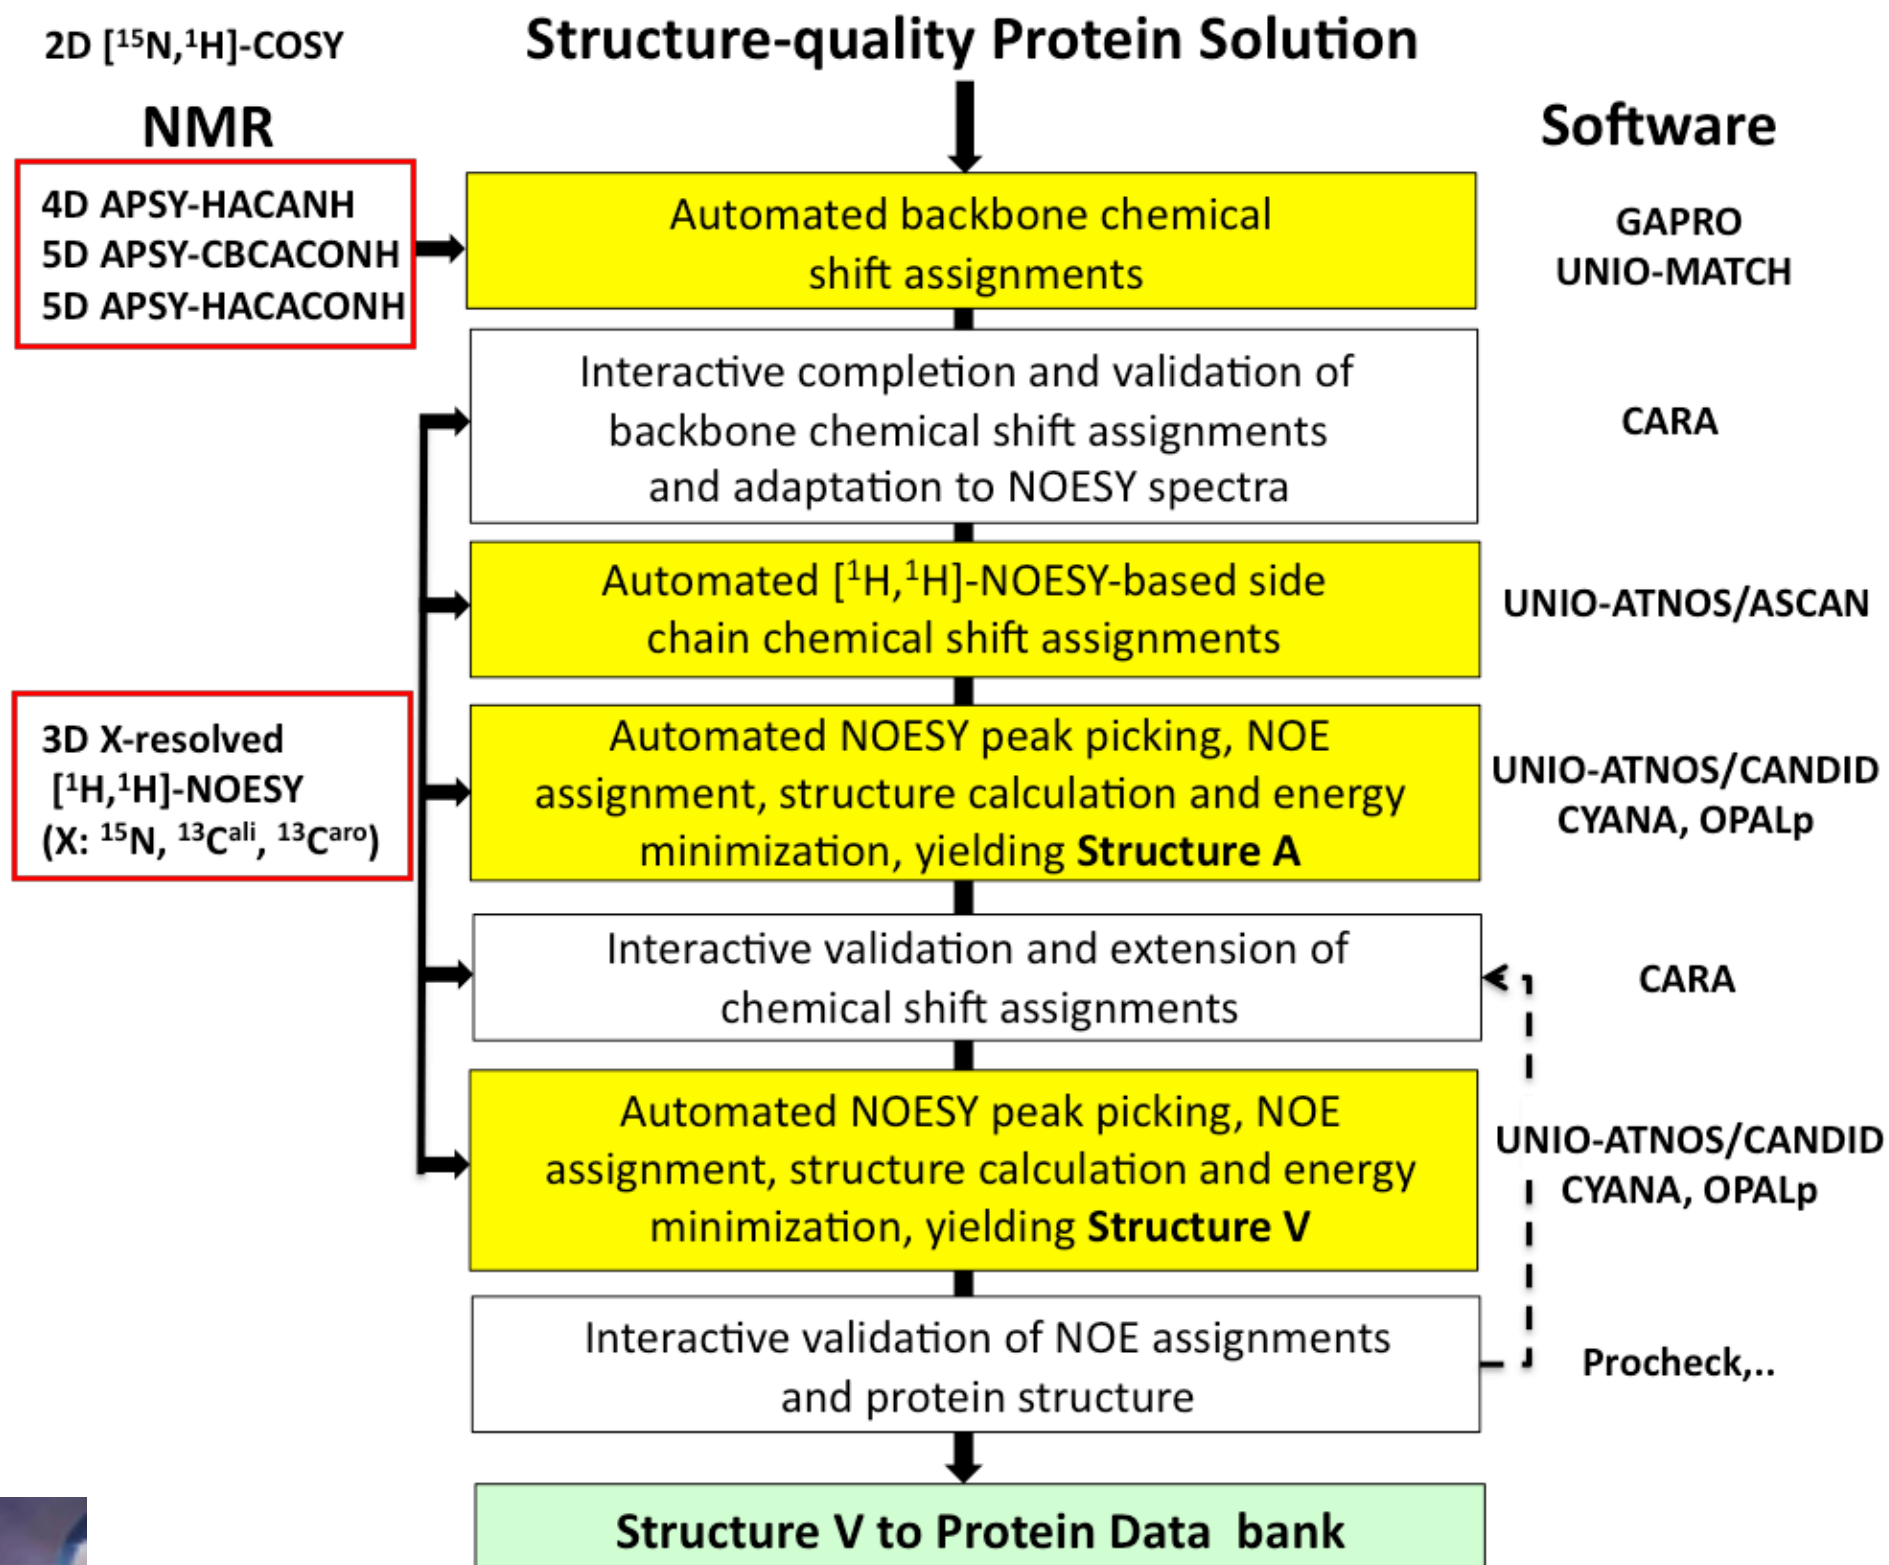 2D [¹⁵N,¹H]-COSY
Structure-quality Protein Solution
NMR
Software
4D APSY-HACANH
5D APSY-CBCACONH
5D APSY-HACACONH
Automated backbone chemical
shift assignments
GAPRO
UNIO-MATCH
Interactive completion and validation of
backbone chemical shift assignments
and adaptation to NOESY spectra
CARA
Automated [¹H,¹H]-NOESY-based side
chain chemical shift assignments
UNIO-ATNOS/ASCAN
3D X-resolved
[¹H,¹H]-NOESY
(X: ¹⁵N, ¹³Cᵃˡⁱ, ¹³Cᵃʳᵒ)
Automated NOESY peak picking, NOE
assignment, structure calculation and energy
minimization, yielding Structure A
UNIO-ATNOS/CANDID
CYANA, OPALp
Interactive validation and extension of
chemical shift assignments
CARA
Automated NOESY peak picking, NOE
assignment, structure calculation and energy
minimization, yielding Structure V
UNIO-ATNOS/CANDID
CYANA, OPALp
Interactive validation of NOE assignments
and protein structure
Procheck,..
Structure V to Protein Data bank